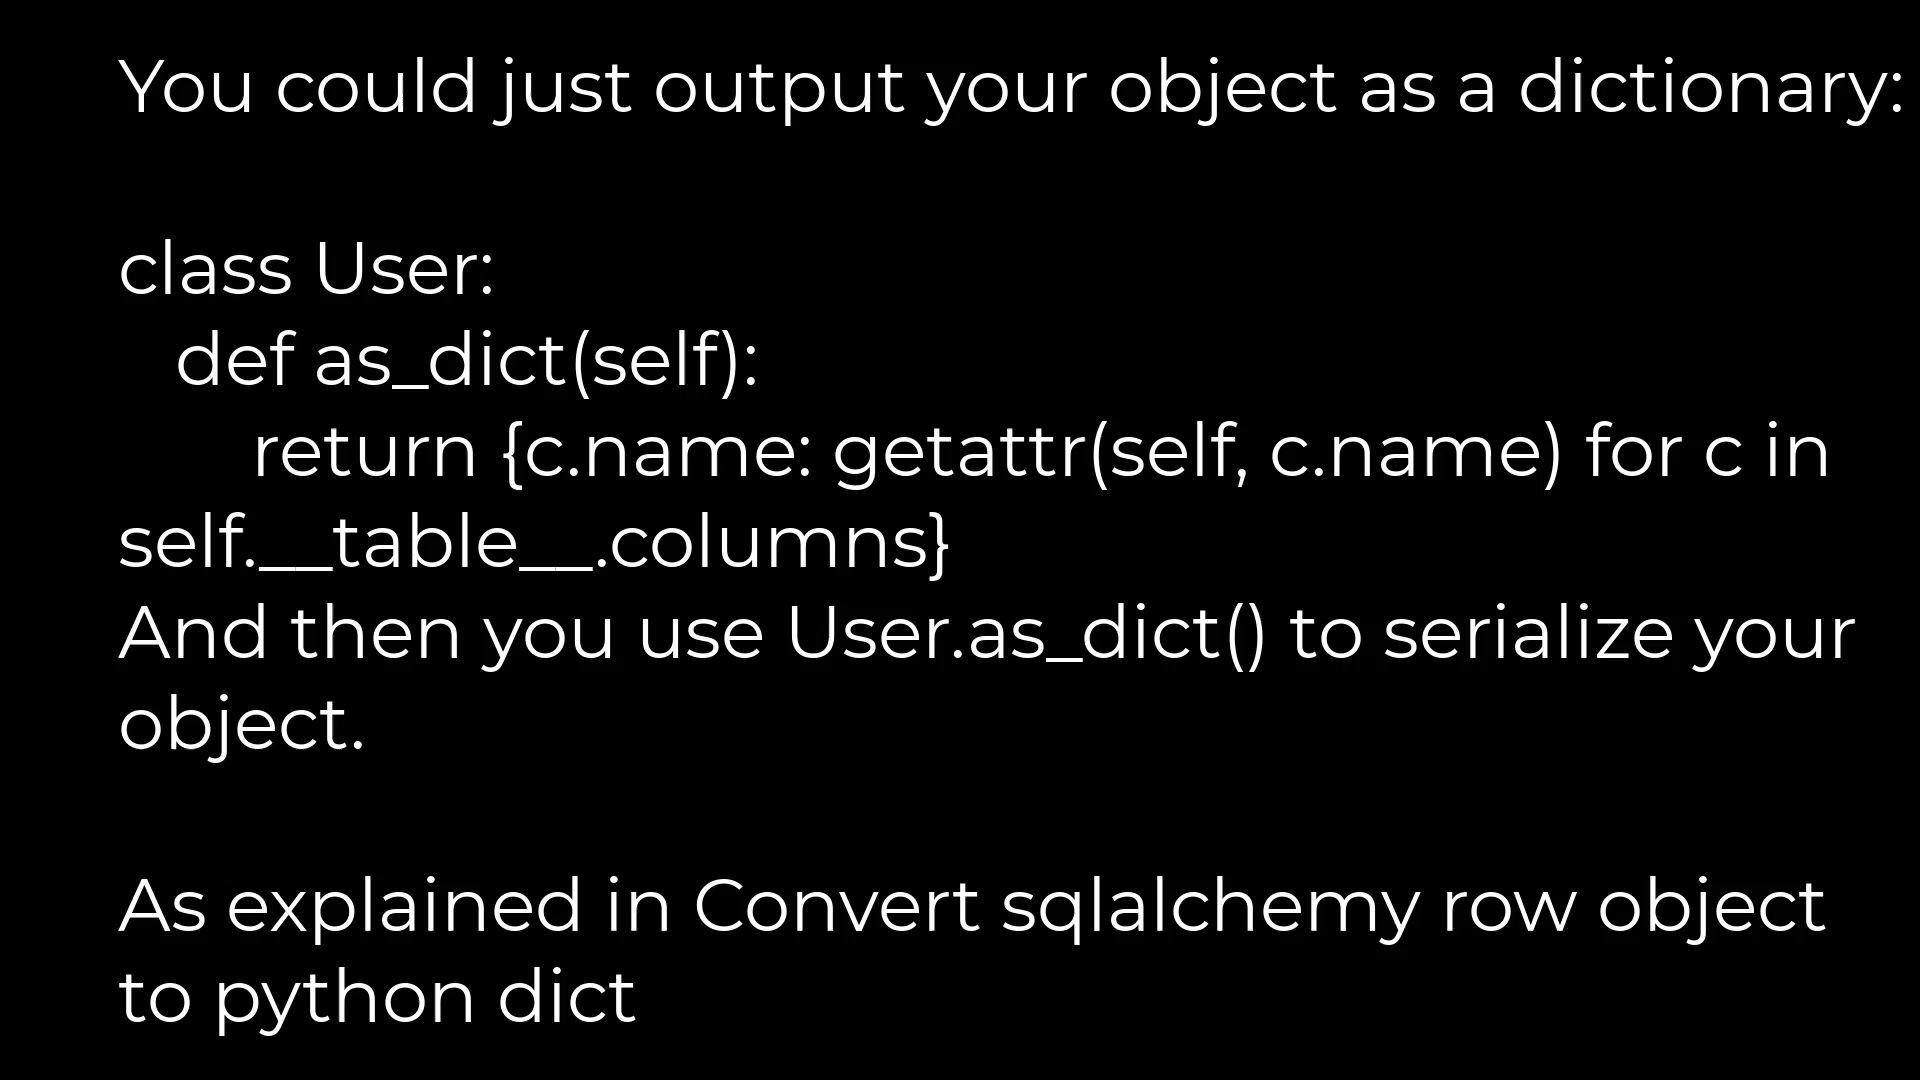 You could just output your object as a dictionary:
class User:
def as_dict(self):
return {c.name: getattr(self, c.name) for c in
self.__table__.columns}
And then you use User.as_dict() to serialize your
object.
As explained in Convert sqlalchemy row object
to python dict